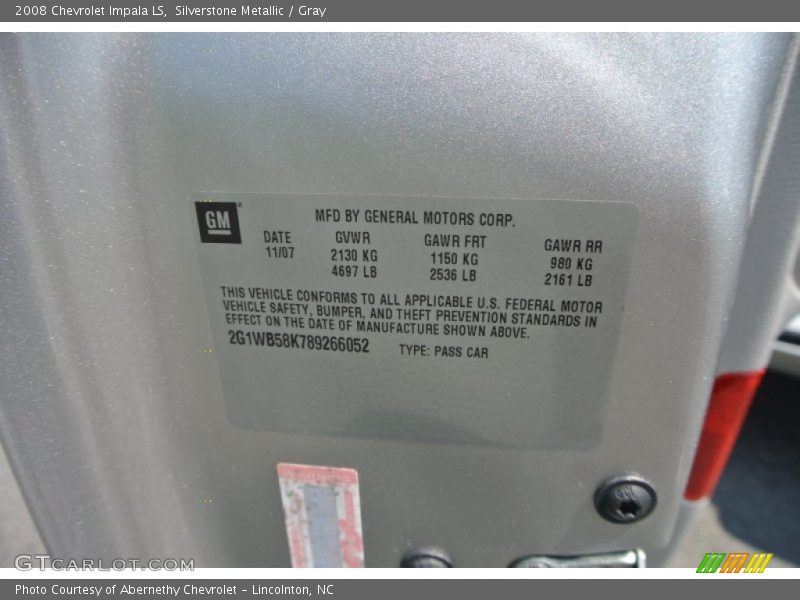 2008 Chevrolet Impala LS, Silverstone Metallic / Gray
GM
MFD BY GENERAL MOTORS CORP.
DATE GVWR GAWR FRT GAWR RR
11/07 2130 KG 1150 KG 980 KG
4697 LB 2536 LB 2161 LB
THIS VEHICLE CONFORMS TO ALL APPLICABLE U.S. FEDERAL MOTOR
VEHICLE SAFETY, BUMPER, AND THEFT PREVENTION STANDARDS IN
EFFECT ON THE DATE OF MANUFACTURE SHOWN ABOVE.
2G1WB58K789266052 TYPE: PASS CAR
GTCarLot.com
Photo Courtesy of Abernethy Chevrolet - Lincolnton, NC